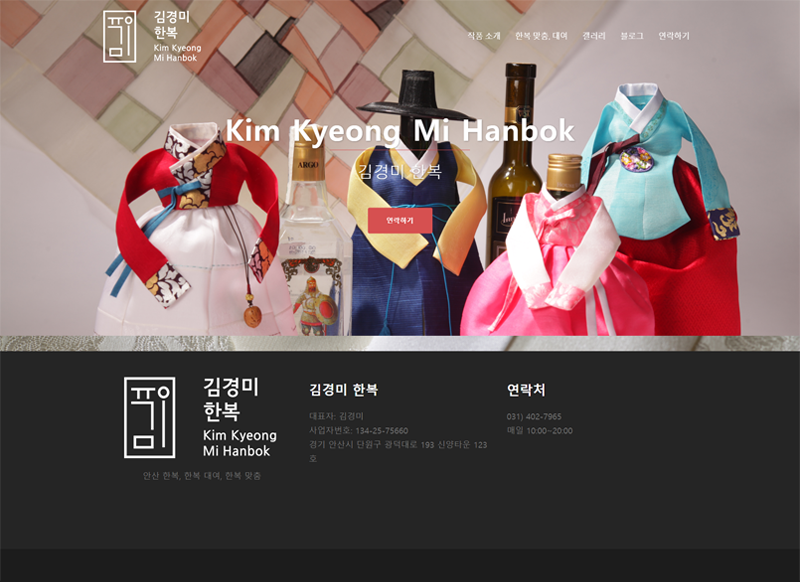 김경미
한복
Kim Kyeong
Mi Hanbok
작품 소개 한복 맞춤, 대여 갤러리 블로그 연락하기
Kim Kyeong Mi Hanbok
김경미 한복
연락하기
ARGO
김경미
한복
Kim Kyeong
Mi Hanbok
안산 한복, 한복 대여, 한복 맞춤
김경미 한복
대표자: 김경미
사업자번호: 134-25-75660
경기 안산시 단원구 광덕대로 193 신양타운 123
호
연락처
031) 402-7965
매일 10:00~20:00